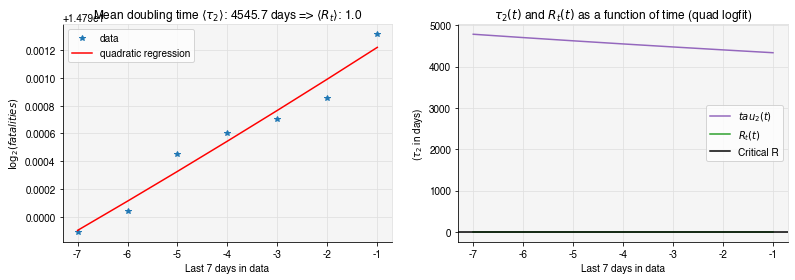 Mean doubling time ⟨τ₂⟩: 4545.7 days => ⟨Rₜ⟩: 1.0
0.0012
0.0010
0.0008
0.0006
0.0004
0.0002
0.0000
log₂(fatalities)
data
quadratic regression
-7 -6 -5 -4 -3 -2 -1
Last 7 days in data
τ₂(t) and Rₜ(t) as a function of time (quad logfit)
5000
4000
3000
2000
1000
0
(τ₂ in days)
tau₂(t)
Rₜ(t)
Critical R
-7 -6 -5 -4 -3 -2 -1
Last 7 days in data